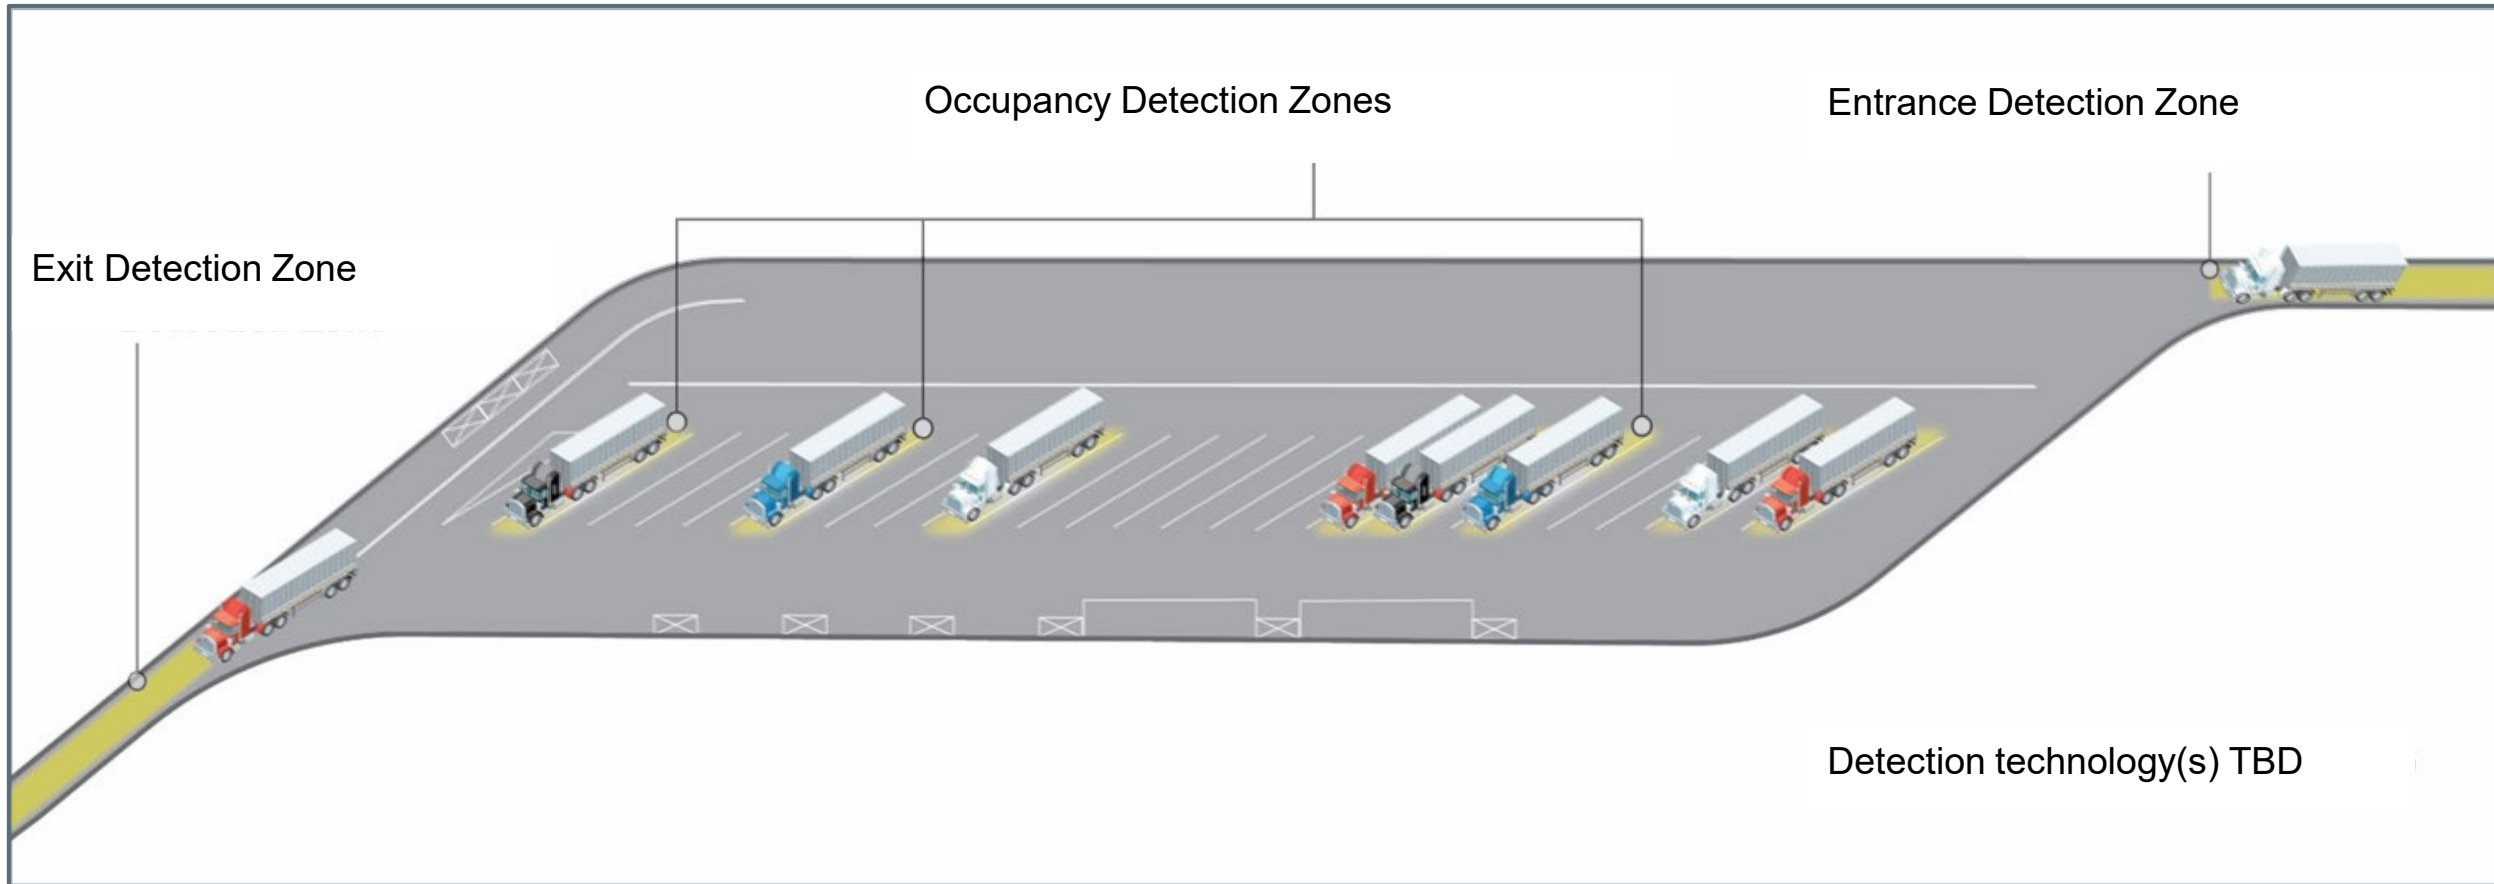 Occupancy Detection Zones
Entrance Detection Zone
Exit Detection Zone
Detection technology(s) TBD